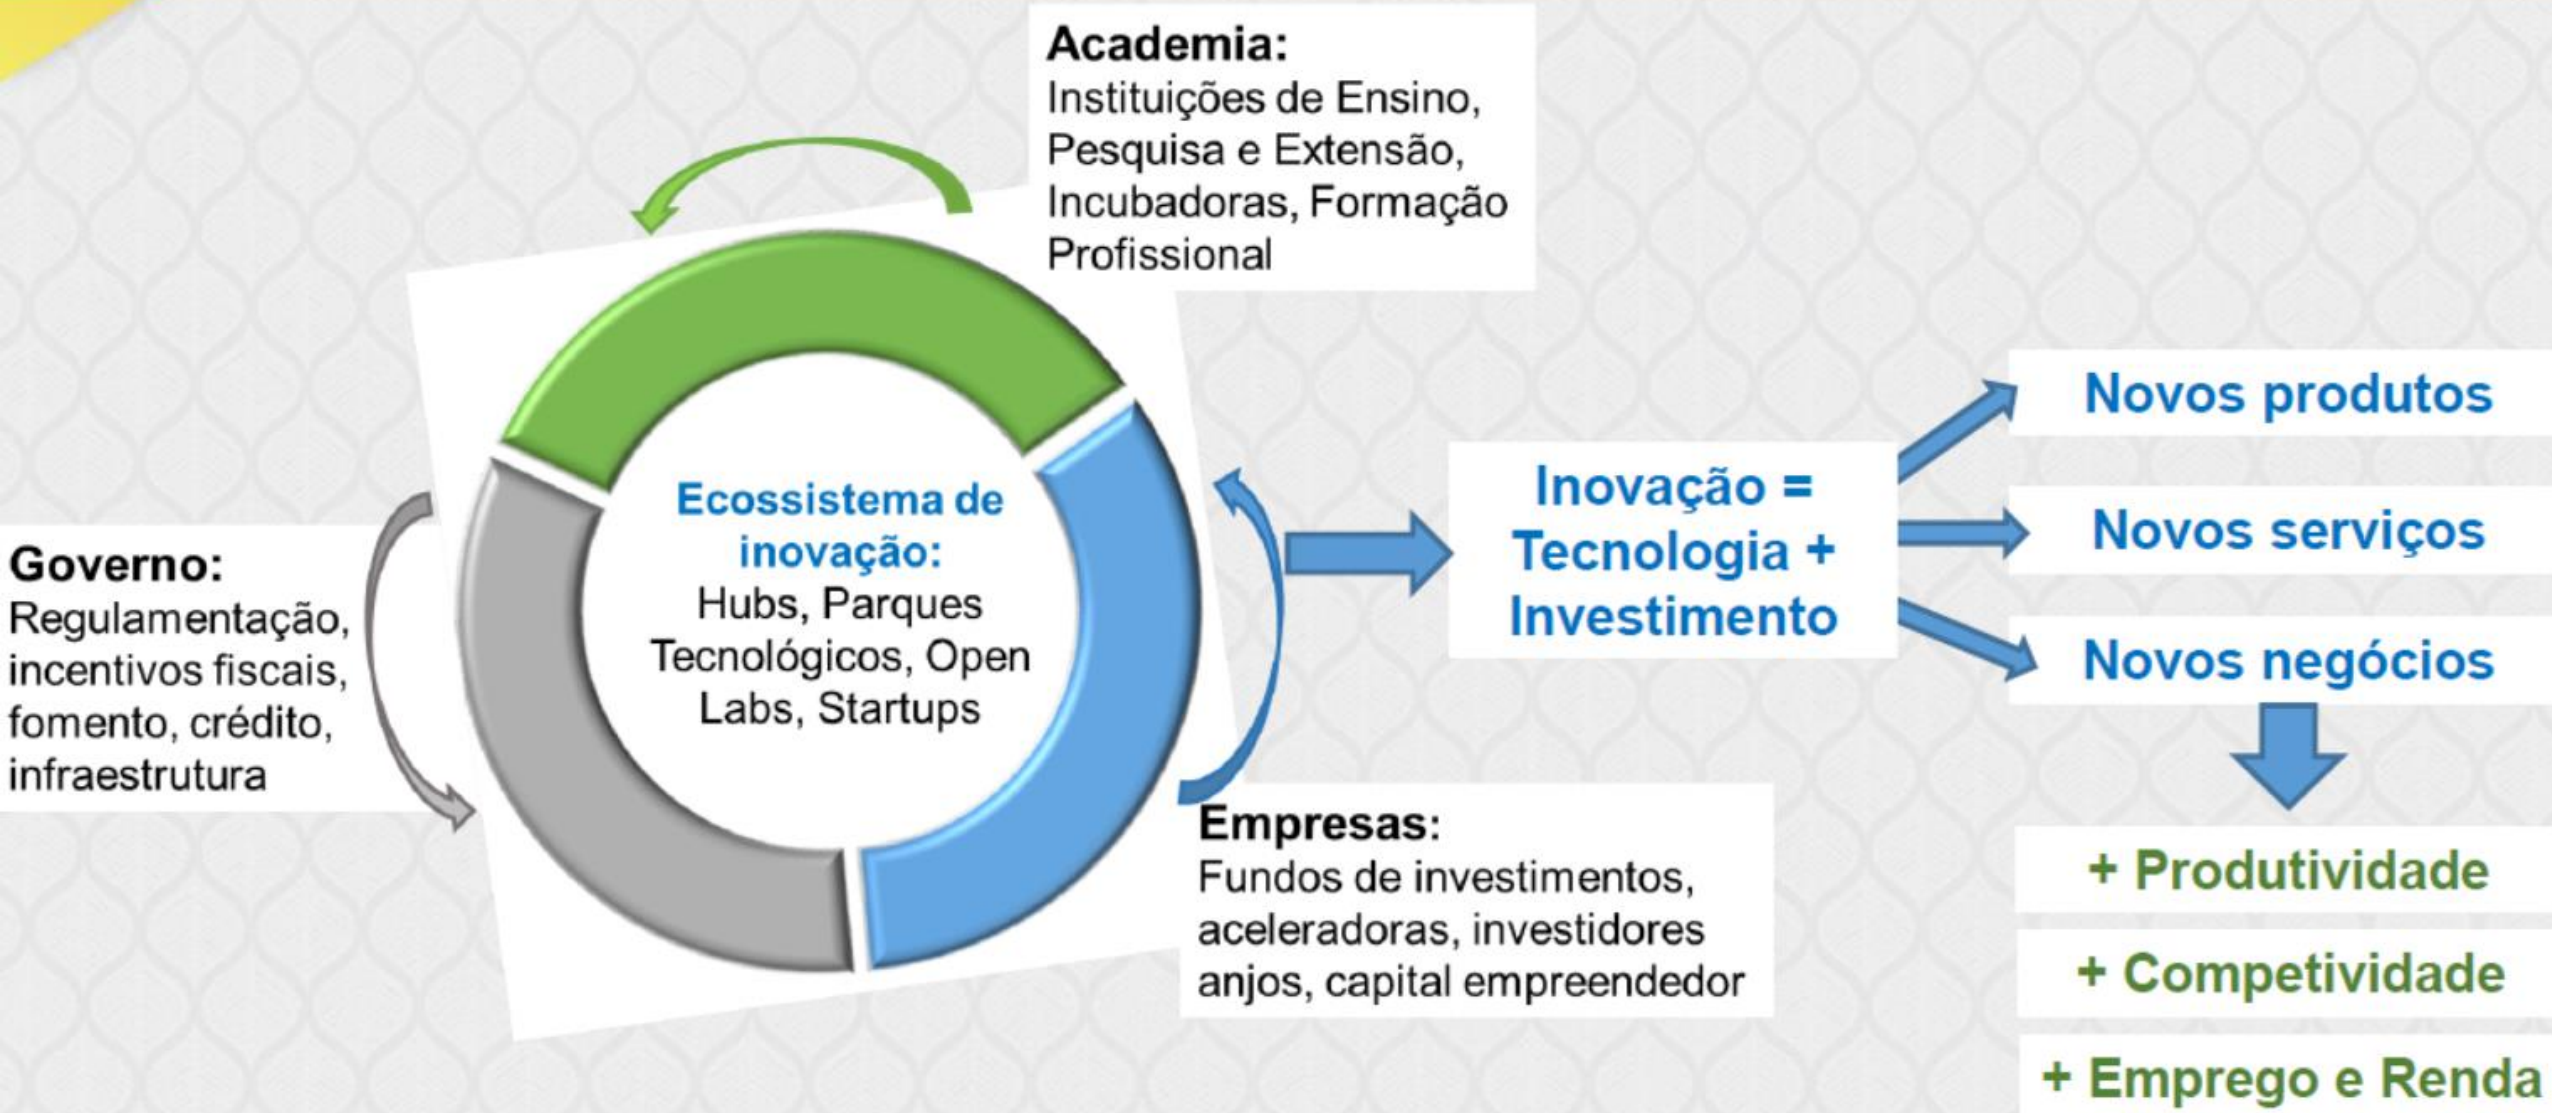 Academia:
Instituições de Ensino,
Pesquisa e Extensão,
Incubadoras, Formação
Profissional
Governo:
Regulamentação,
incentivos fiscais,
fomento, crédito,
infraestrutura
Ecossistema de
inovação:
Hubs, Parques
Tecnológicos, Open
Labs, Startups
Empresas:
Fundos de investimentos,
aceleradoras, investidores
anjos, capital empreendedor
Inovação =
Tecnologia +
Investimento
Novos produtos
Novos serviços
Novos negócios
+ Produtividade
+ Competividade
+ Emprego e Renda